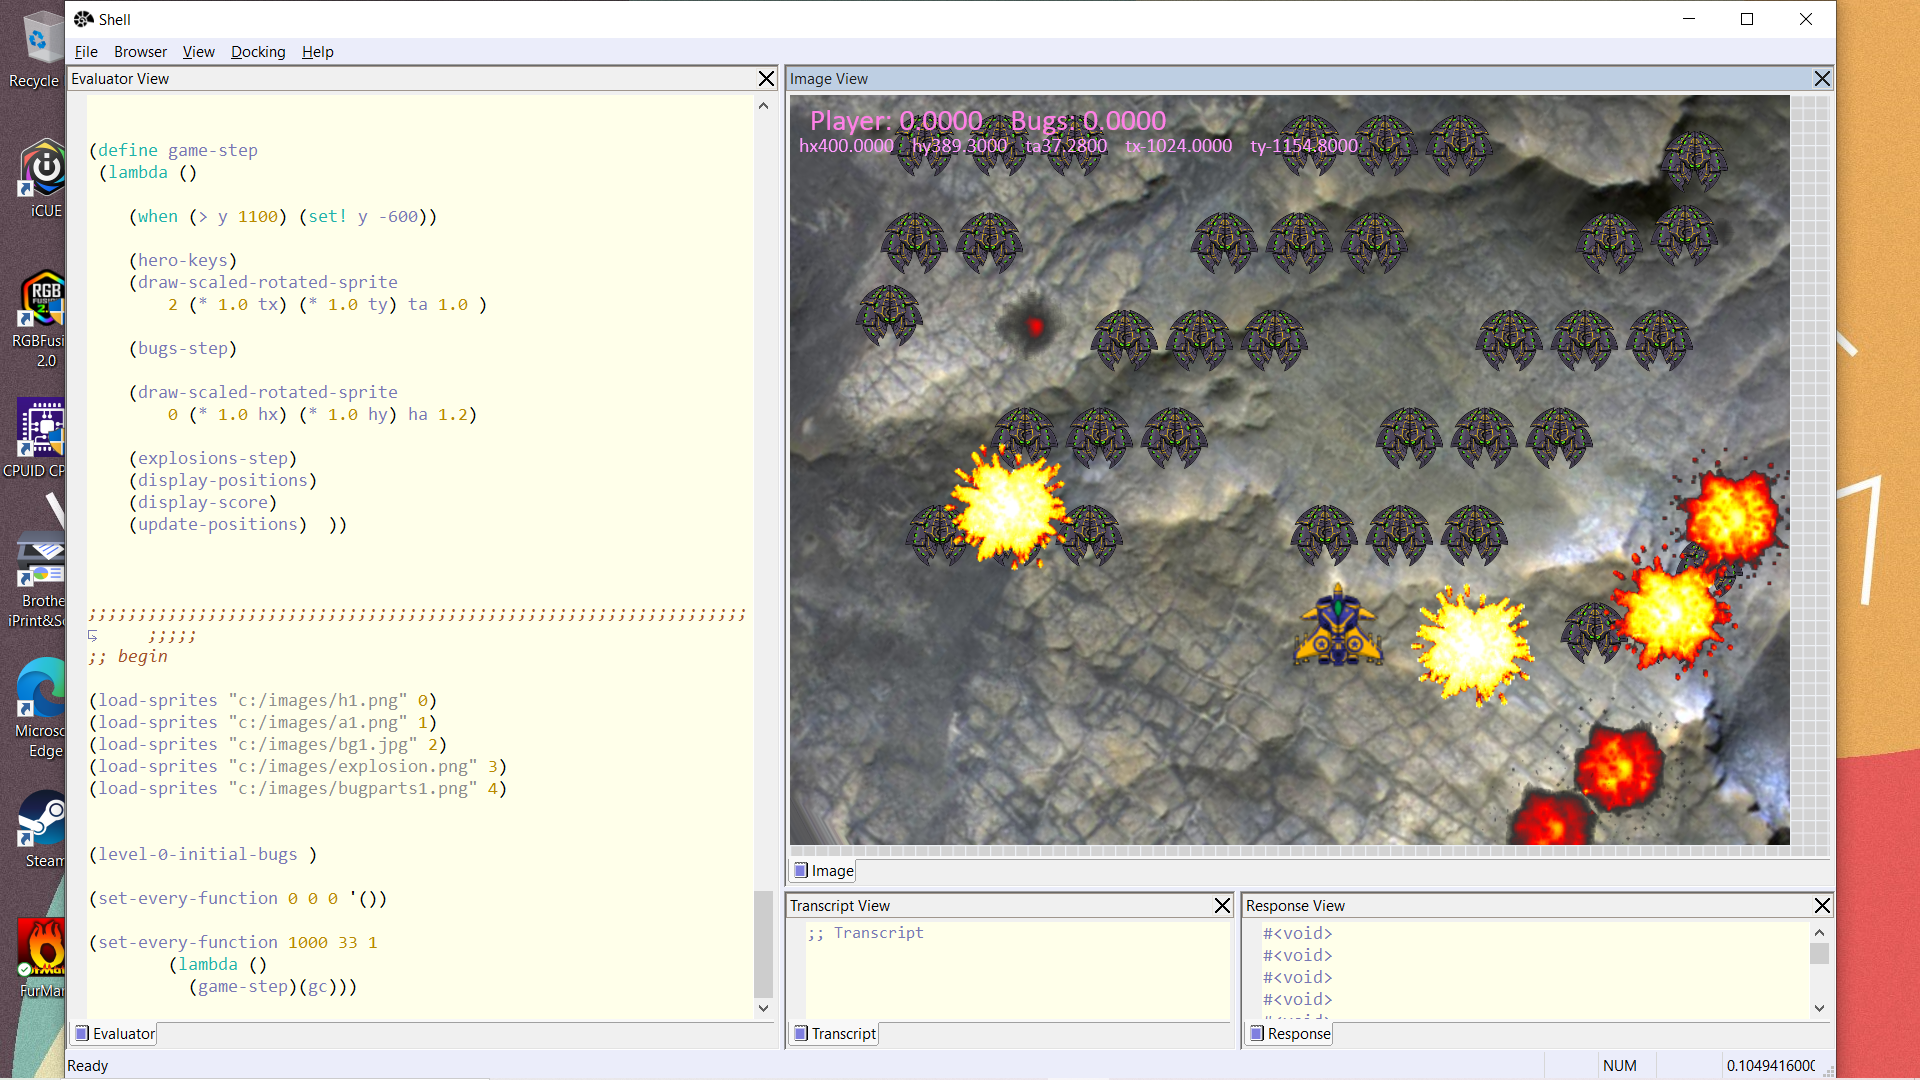 Shell
File Browser View Docking Help
Evaluator View
(define game-step
(lambda ()
(when (> y 1100) (set! y -600))
(hero-keys)
(draw-scaled-rotated-sprite
2 (* 1.0 tx) (* 1.0 ty) ta 1.0 )
(bugs-step)
(draw-scaled-rotated-sprite
0 (* 1.0 hx) (* 1.0 hy) ha 1.2)
(explosions-step)
(display-positions)
(display-score)
(update-positions) ))
;;;;;;;;;;;;;;;;;;;;;;;;;;;;;;;;;;;;;;;;;;;;;;;;;;;;;;;;;;;;;;;;;;
;;;;;
;; begin
(load-sprites "c:/images/h1.png" 0)
(load-sprites "c:/images/a1.png" 1)
(load-sprites "c:/images/bg1.jpg" 2)
(load-sprites "c:/images/explosion.png" 3)
(load-sprites "c:/images/bugparts1.png" 4)
(level-0-initial-bugs )
(set-every-function 0 0 0 '())
(set-every-function 1000 33 1
(lambda ()
(game-step)(gc)))
Evaluator
Image View
Player: 0.0000 Bugs: 0.0000
hx400.0000 hy389.3000 ta37.2800 tx-1024.0000 ty-1154.8000
Image
Transcript View
;; Transcript
Transcript
Response View
#<void>
#<void>
#<void>
#<void>
Response
Ready
NUM
0.104941600
Recycle
iCUE
RGB
RGBFusi
2.0
CPUID CP
Brothe
iPrint&Sc
Microso
Edge
Steam
FurMar